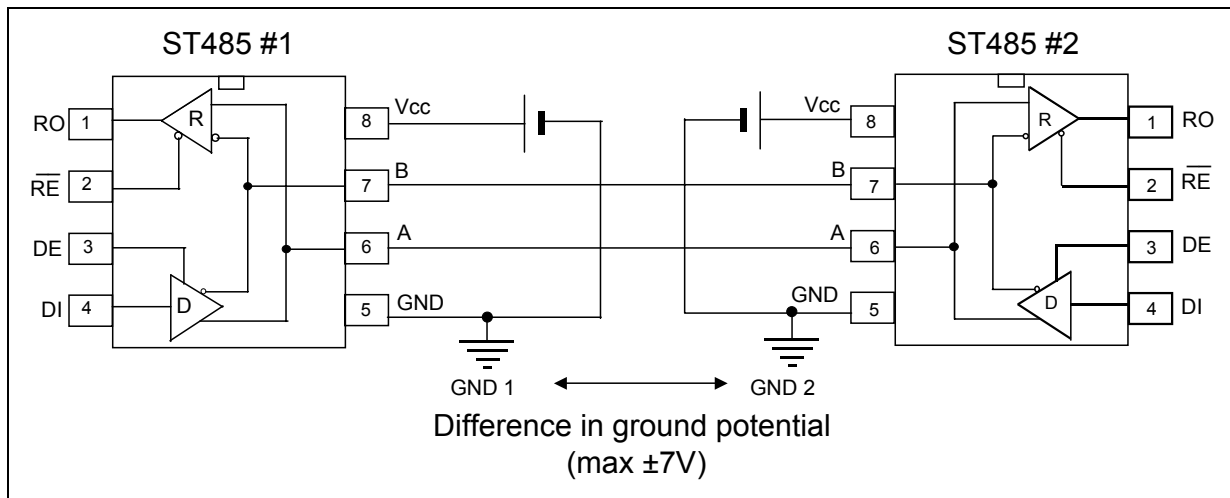 ST485 #1
ST485 #2
RO 1 R 8 Vcc Vcc 8 R 1 RO
RE 2 7 B B 7 2 RE
DE 3 6 A A 6 3 DE
DI 4 D 5 GND GND 5 D 4 DI
GND 1 GND 2
Difference in ground potential
(max ±7V)